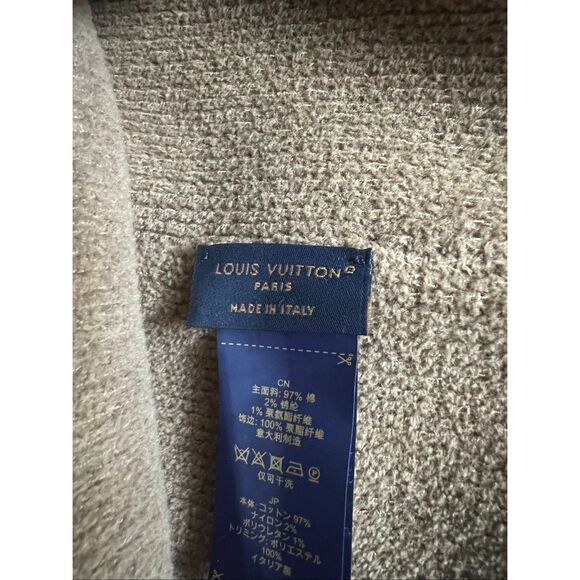 LOUIS VUITTON®
PARIS
MADE IN ITALY
CN
主面料: 97% 棉
2% 锦纶
1% 聚氨酯纤维
饰边: 100% 聚酯纤维
意大利制造
P
仅可干洗
JP
本体: コットン 97%
ナイロン 2%
ポリウレタン 1%
トリミング: ポリエステル
100%
イタリア製